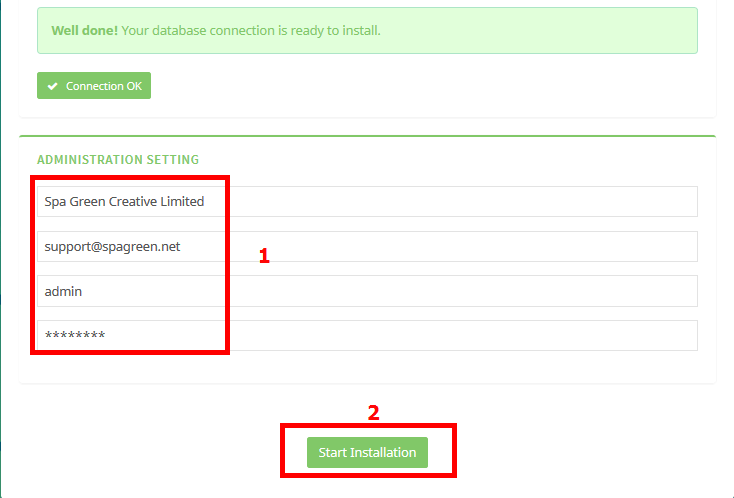 Well done! Your database connection is ready to install.
Connection OK
ADMINISTRATION SETTING
Spa Green Creative Limited
support@spagreen.net
1
admin
********
2
Start Installation